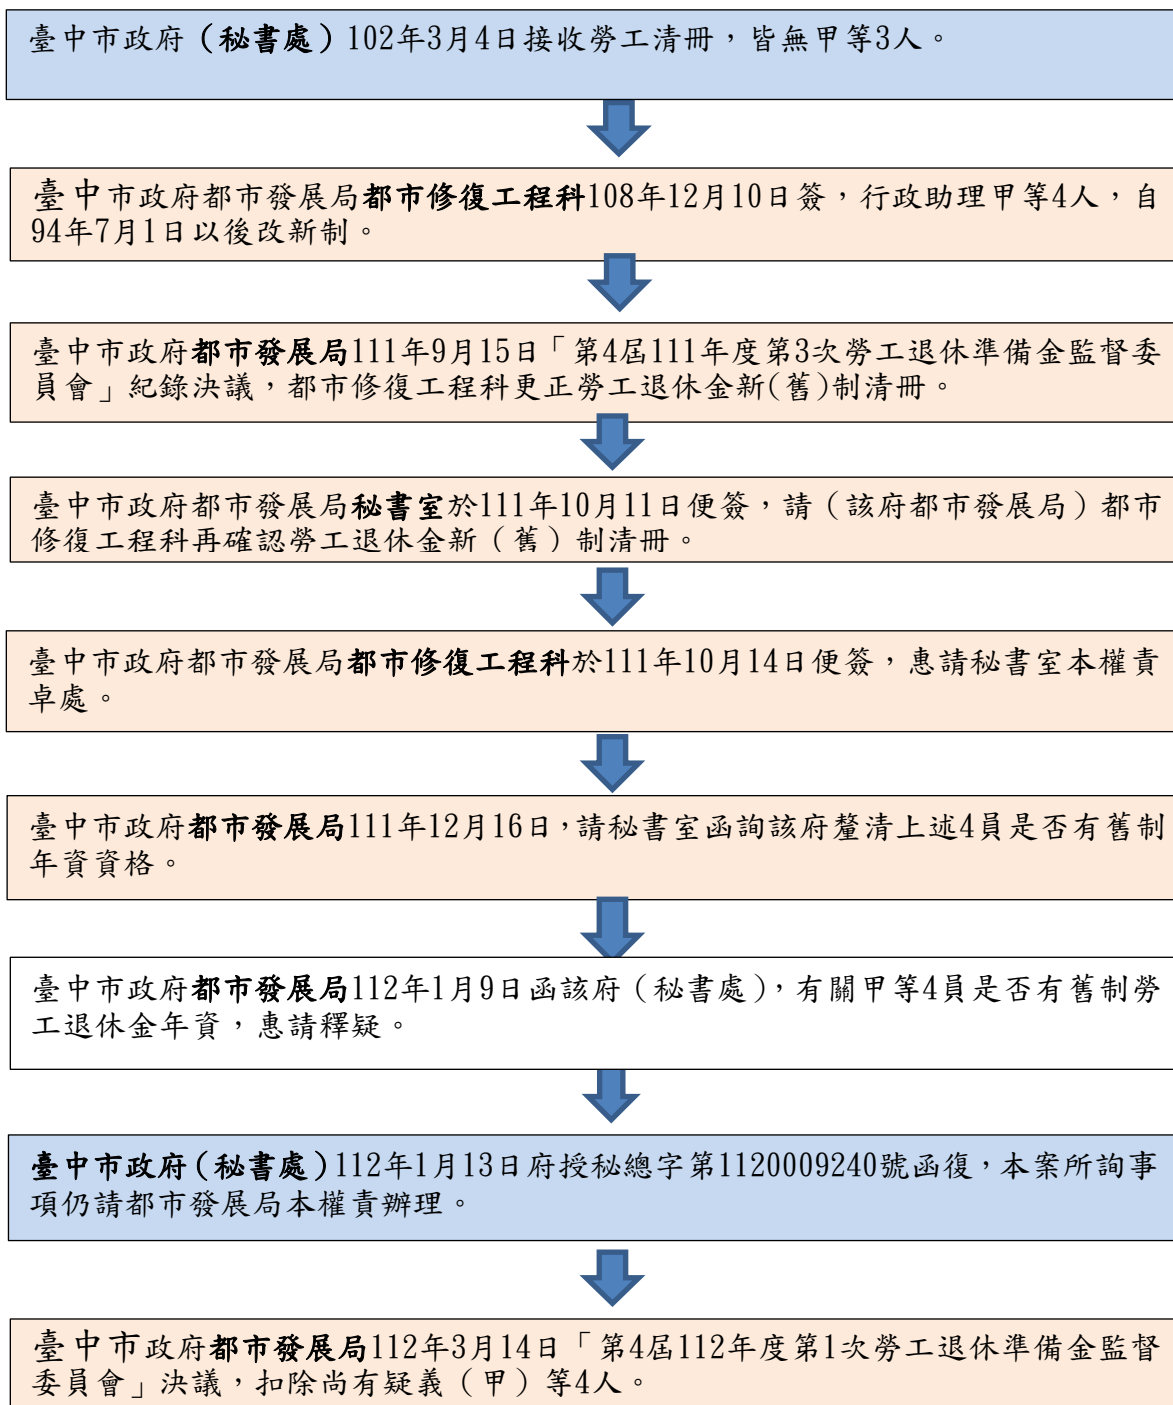 臺中市政府（秘書處）102年3月4日接收勞工清冊，皆無甲等3人。
臺中市政府都市發展局都市修復工程科108年12月10日簽，行政助理甲等4人，自
94年7月1日以後改新制。
臺中市政府都市發展局111年9月15日「第4屆111年度第3次勞工退休準備金監督委
員會」紀錄決議，都市修復工程科更正勞工退休金新(舊)制清冊。
臺中市政府都市發展局秘書室於111年10月11日便簽，請（該府都市發展局）都市
修復工程科再確認勞工退休金新（舊）制清冊。
臺中市政府都市發展局都市修復工程科於111年10月14日便簽，惠請秘書室本權責
卓處。
臺中市政府都市發展局111年12月16日，請秘書室函詢該府釐清上述4員是否有舊制
年資資格。
臺中市政府都市發展局112年1月9日函該府（秘書處），有關甲等4員是否有舊制勞
工退休金年資，惠請釋疑。
臺中市政府（秘書處）112年1月13日府授秘總字第1120009240號函復，本案所詢事
項仍請都市發展局本權責辦理。
臺中市政府都市發展局112年3月14日「第4屆112年度第1次勞工退休準備金監督
委員會」決議，扣除尚有疑義（甲）等4人。